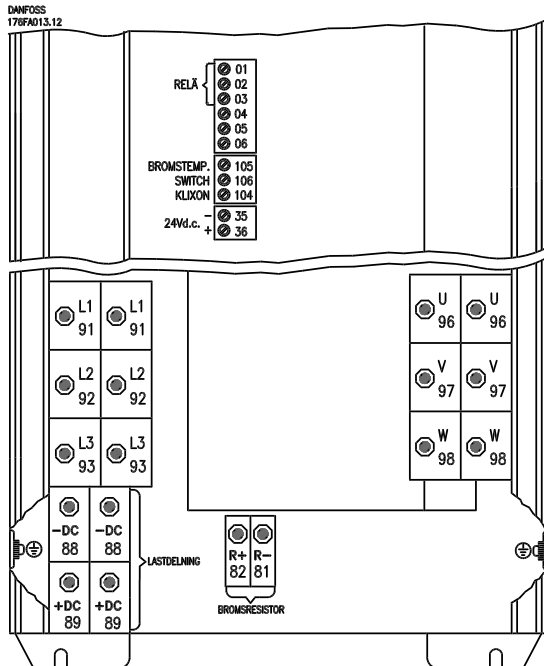 DANFOSS
176FA013.12
RELÄ
01
02
03
04
05
06
BROMSTEMP. 105
SWITCH 106
KLIXON 104
24Vd.c. - 35
+ 36
L1 91 L1 91
L2 92 L2 92
L3 93 L3 93
U 96 U 96
V 97 V 97
W 98 W 98
-DC 88 -DC 88
+DC 89 +DC 89
LASTDELNING
R+ 82 R- 81
BROMSRESISTOR